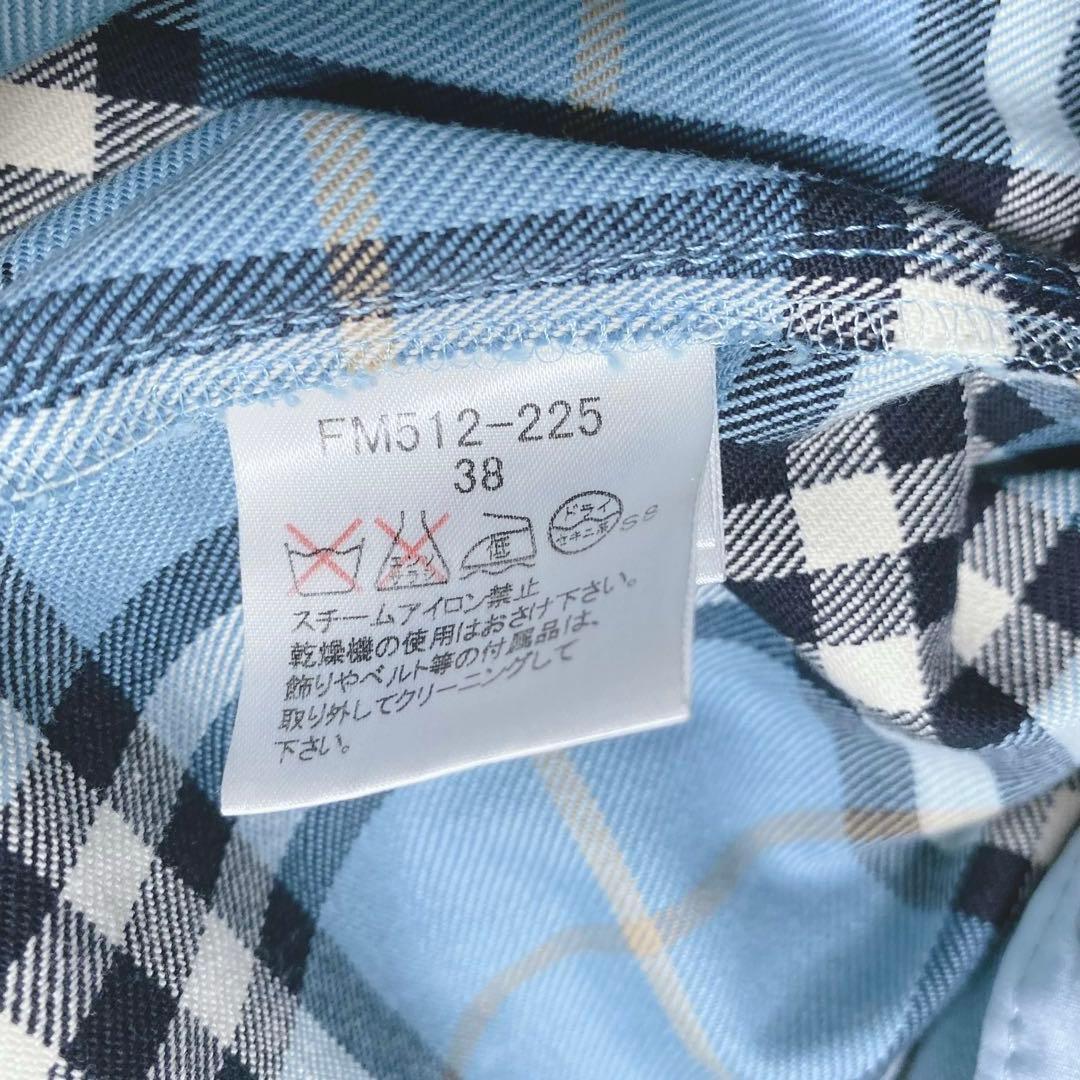 FM512-225
38
低
ドライ
セキユ系
SS
スチームアイロン禁止
乾燥機の使用はおさけ下さい。
飾りやベルト等の付属品は、
取り外してクリーニングして
下さい。